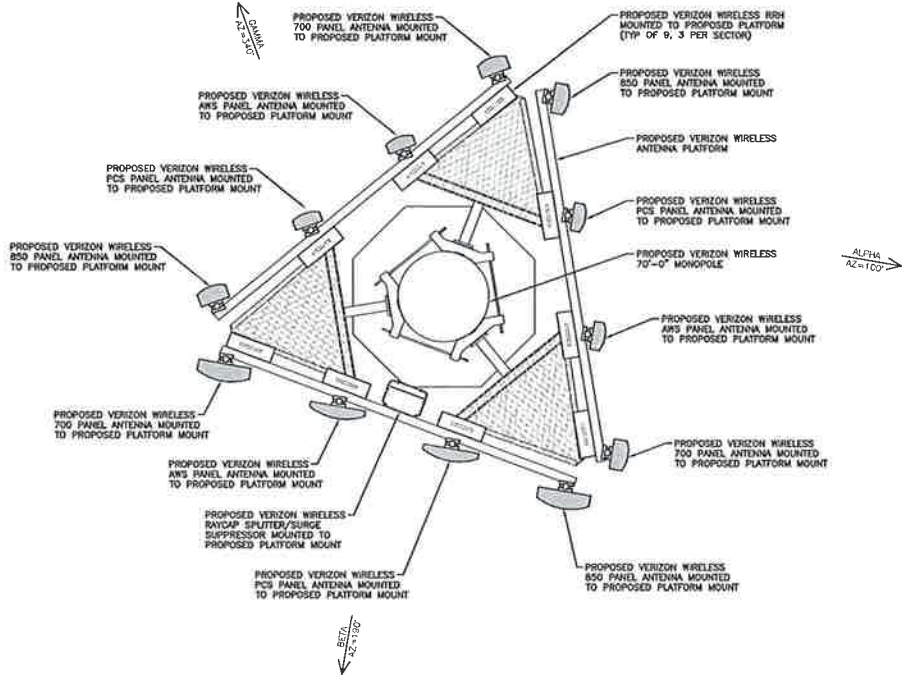 GAMMA
AZ=340°
PROPOSED VERIZON WIRELESS
700 PANEL ANTENNA MOUNTED
TO PROPOSED PLATFORM MOUNT
PROPOSED VERIZON WIRELESS RRH
MOUNTED TO PROPOSED PLATFORM
(TYP OF 9, 3 PER SECTOR)
PROPOSED VERIZON WIRELESS
850 PANEL ANTENNA MOUNTED
TO PROPOSED PLATFORM MOUNT
PROPOSED VERIZON WIRELESS
AWS PANEL ANTENNA MOUNTED
TO PROPOSED PLATFORM MOUNT
PROPOSED VERIZON WIRELESS
ANTENNA PLATFORM
PROPOSED VERIZON WIRELESS
PCS PANEL ANTENNA MOUNTED
TO PROPOSED PLATFORM MOUNT
PROPOSED VERIZON WIRELESS
PCS PANEL ANTENNA MOUNTED
TO PROPOSED PLATFORM MOUNT
PROPOSED VERIZON WIRELESS
850 PANEL ANTENNA MOUNTED
TO PROPOSED PLATFORM MOUNT
PROPOSED VERIZON WIRELESS
70'-0" MONOPOLE
ALPHA
AZ=100°
PROPOSED VERIZON WIRELESS
AWS PANEL ANTENNA MOUNTED
TO PROPOSED PLATFORM MOUNT
PROPOSED VERIZON WIRELESS
700 PANEL ANTENNA MOUNTED
TO PROPOSED PLATFORM MOUNT
PROPOSED VERIZON WIRELESS
700 PANEL ANTENNA MOUNTED
TO PROPOSED PLATFORM MOUNT
PROPOSED VERIZON WIRELESS
AWS PANEL ANTENNA MOUNTED
TO PROPOSED PLATFORM MOUNT
PROPOSED VERIZON WIRELESS
RAYCAP SPLITTER/SURGE
SUPPRESSOR MOUNTED TO
PROPOSED PLATFORM MOUNT
PROPOSED VERIZON WIRELESS
850 PANEL ANTENNA MOUNTED
TO PROPOSED PLATFORM MOUNT
PROPOSED VERIZON WIRELESS
PCS PANEL ANTENNA MOUNTED
TO PROPOSED PLATFORM MOUNT
BETA
AZ=190°